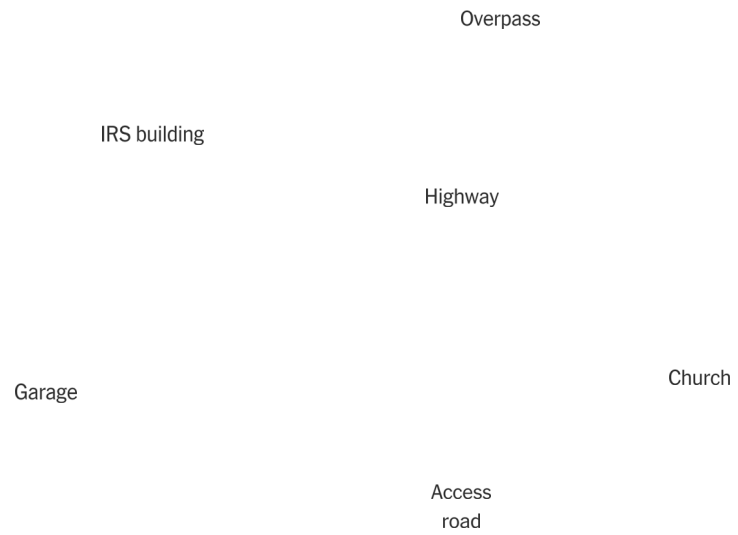 Overpass
IRS building
Highway
Church
Garage
Access
road